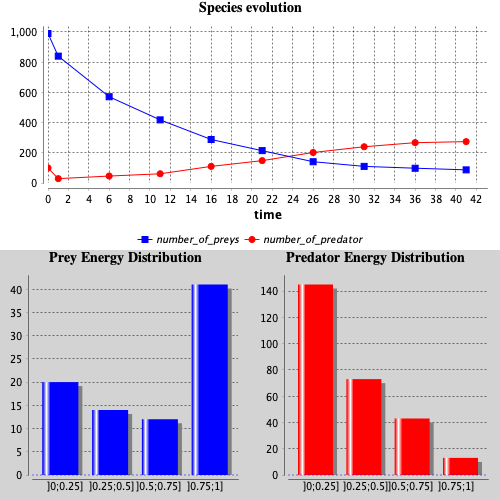 Species evolution
1,000
800
600
400
200
0
0 2 4 6 8 10 12 14 16 18 20 22 24 26 28 30 32 34 36 38 40 42
time
number_of_preys number_of_predator
Prey Energy Distribution
40
35
30
25
20
15
10
5
0
]0;0.25] ]0.25;0.5] ]0.5;0.75] ]0.75;1]
Predator Energy Distribution
140
120
100
80
60
40
20
0
]0;0.25] ]0.25;0.5] ]0.5;0.75] ]0.75;1]